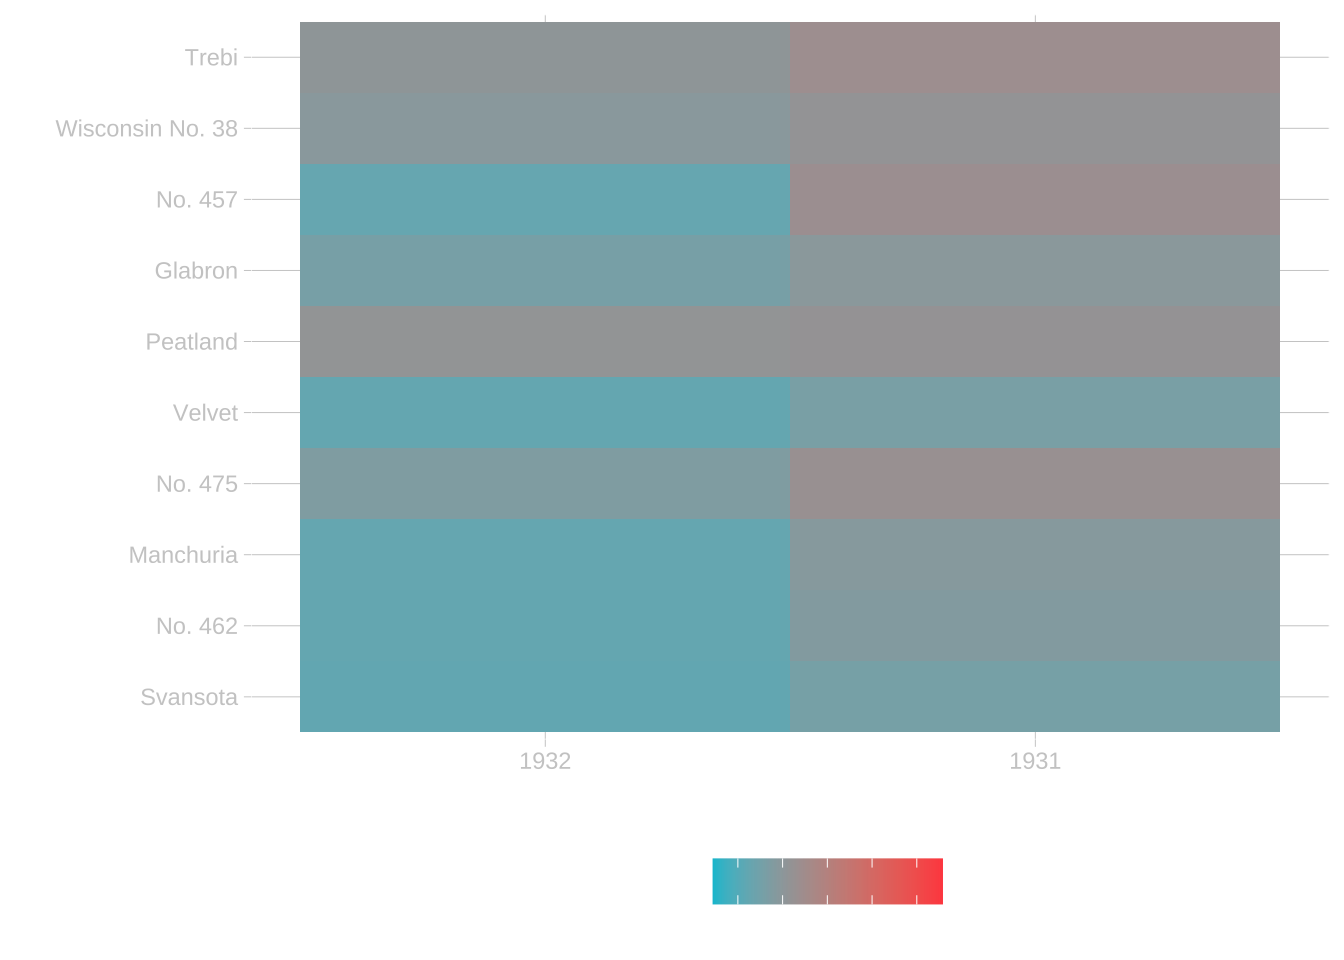 Trebi
Wisconsin No. 38
No. 457
Glabron
Peatland
Velvet
No. 475
Manchuria
No. 462
Svansota
1932 1931